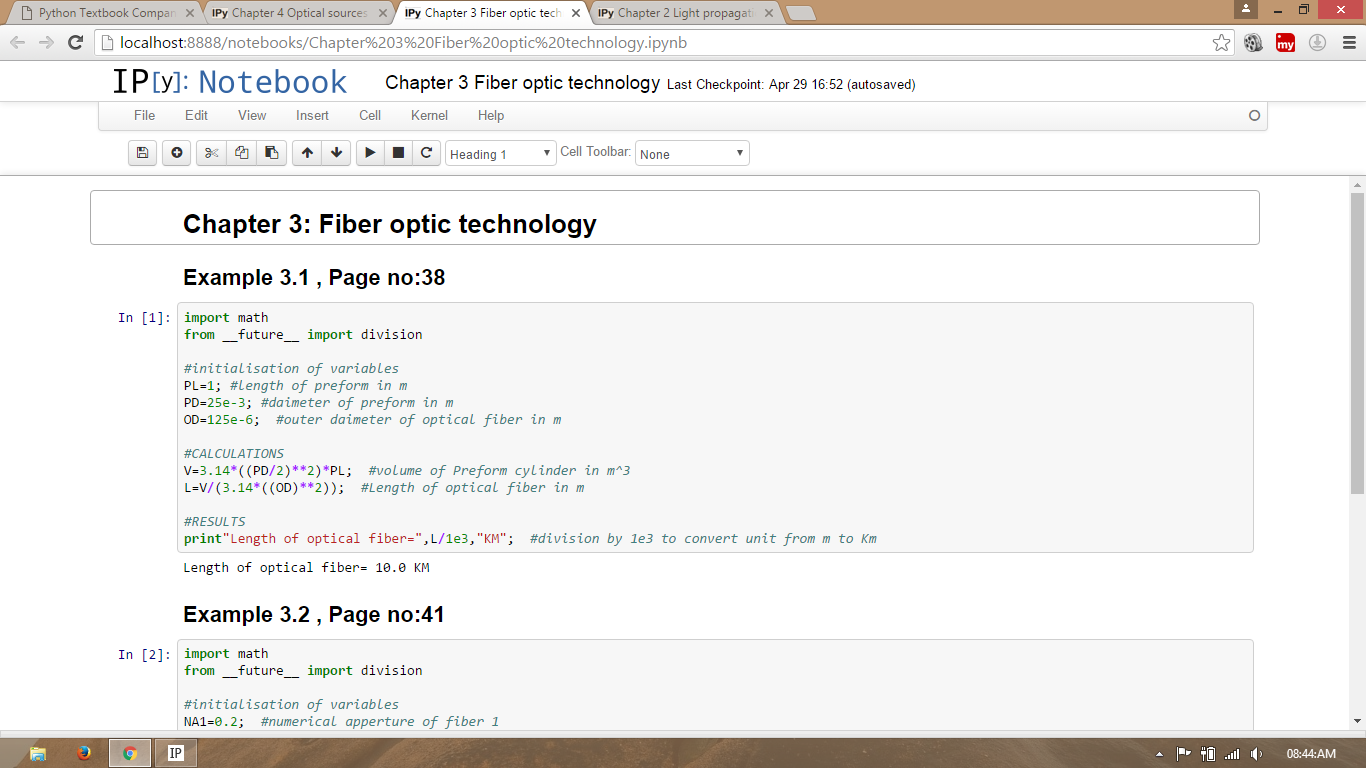 Python Textbook Compan
IPy Chapter 4 Optical sources
IPy Chapter 3 Fiber optic tech
IPy Chapter 2 Light propagati
localhost:8888/notebooks/Chapter%203%20Fiber%20optic%20technology.ipynb
my
IP[y]: Notebook
Chapter 3 Fiber optic technology Last Checkpoint: Apr 29 16:52 (autosaved)
File Edit View Insert Cell Kernel Help
Heading 1 Cell Toolbar: None
Chapter 3: Fiber optic technology
Example 3.1 , Page no:38
In [1]: import math
from __future__ import division
#initialisation of variables
PL=1; #length of preform in m
PD=25e-3; #daimeter of preform in m
OD=125e-6;  #outer daimeter of optical fiber in m
#CALCULATIONS
V=3.14*((PD/2)**2)*PL;  #volume of Preform cylinder in m^3
L=V/(3.14*((OD)**2));  #Length of optical fiber in m
#RESULTS
print"Length of optical fiber=",L/1e3,"KM";  #division by 1e3 to convert unit from m to Km
Length of optical fiber= 10.0 KM
Example 3.2 , Page no:41
In [2]: import math
from __future__ import division
#initialisation of variables
NA1=0.2;  #numerical apperture of fiber 1
IP
08:44:AM